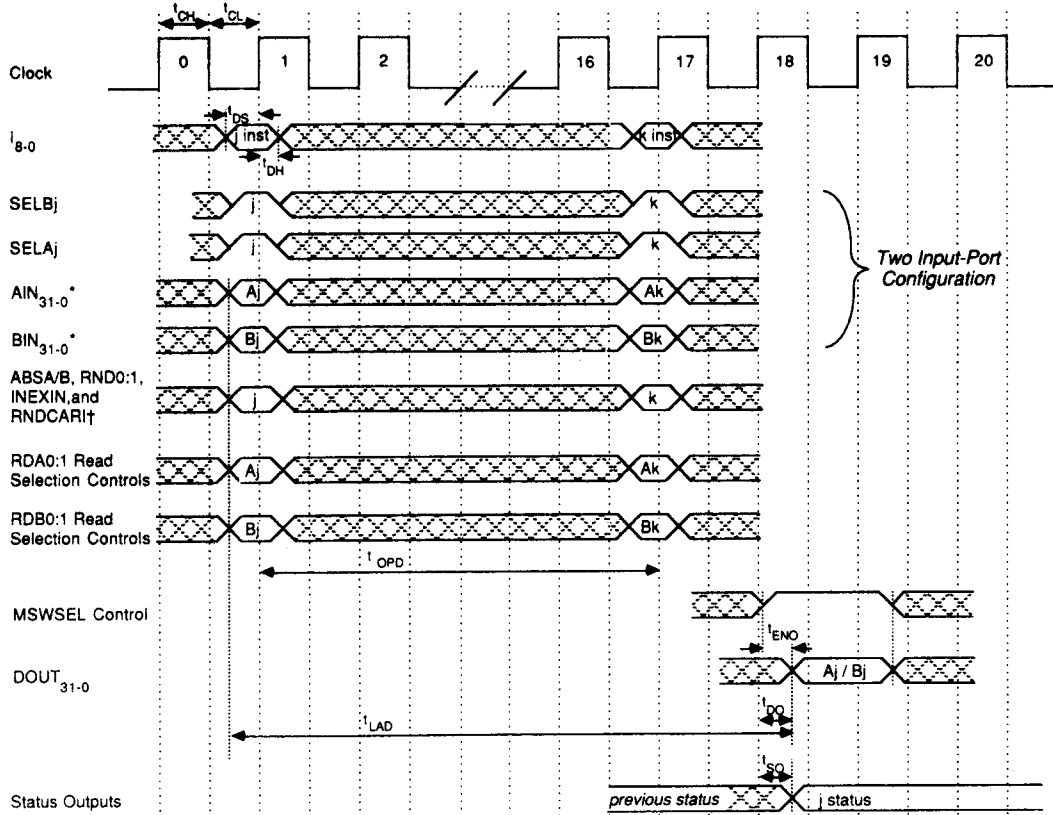 tCH tCL
Clock 0 1 2 16 17 18 19 20
tDS
I8-0 j inst k inst
tDH
SELBj j k
SELAj j k
Two Input-Port
Configuration
AIN31-0* Aj Ak
BIN31-0* Bj Bk
ABSA/B, RND0:1,
INEXIN,and
RNDCARI†
j k
RDA0:1 Read
Selection Controls
Aj Ak
RDB0:1 Read
Selection Controls
Bj Bk
tOPD
MSWSEL Control
tENO
DOUT31-0 Aj / Bj
tDO
tLAD
tSO
Status Outputs previous status j status